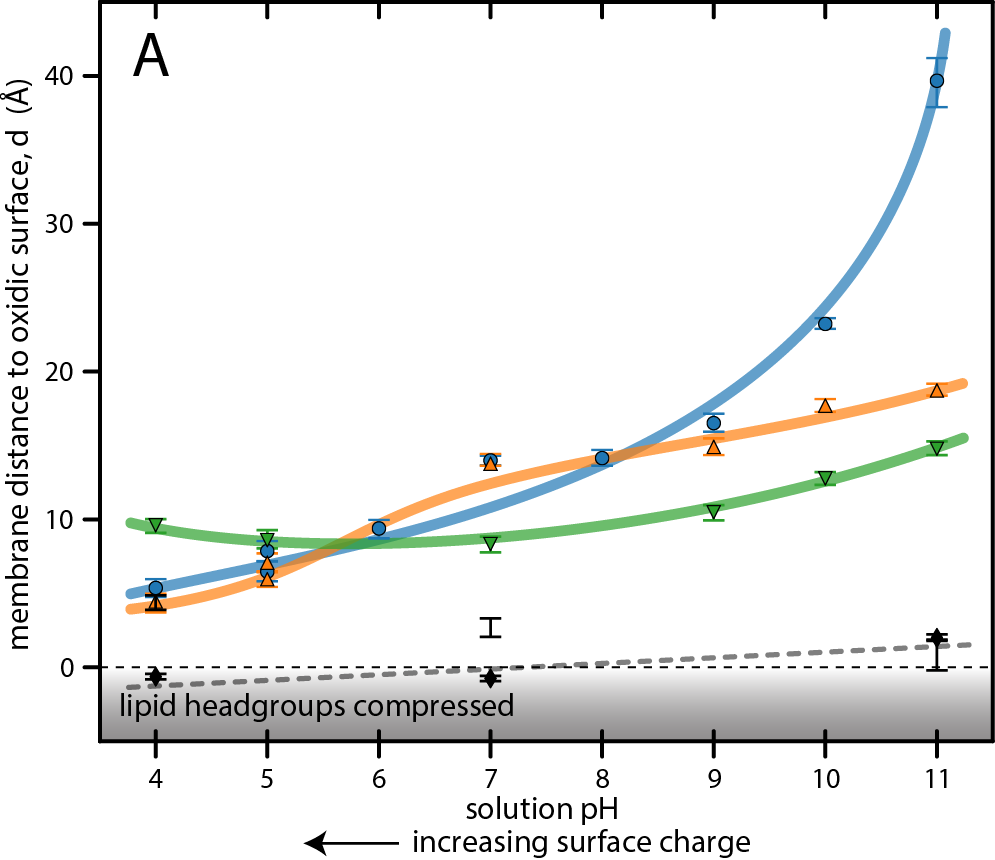 A
membrane distance to oxidic surface, d (Å)
40
30
20
10
0
lipid headgroups compressed
4 5 6 7 8 9 10 11
solution pH
increasing surface charge